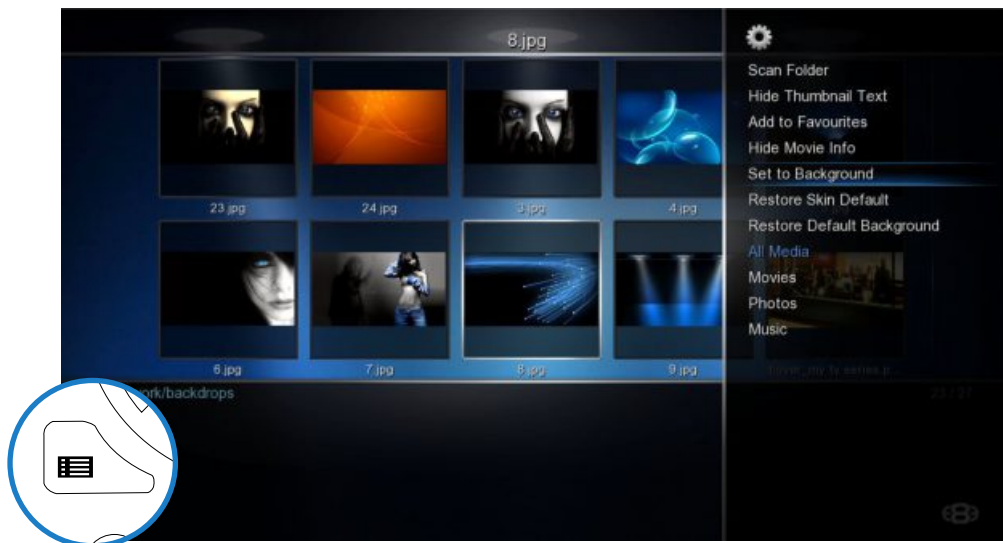 8.jpg
Scan Folder
Hide Thumbnail Text
Add to Favourites
Hide Movie Info
Set to Background
Restore Skin Default
Restore Default Background
All Media
Movies
Photos
Music
23.jpg
24.jpg
3.jpg
4.jpg
6.jpg
7.jpg
8.jpg
9.jpg
ork/backdrops
23 / 27